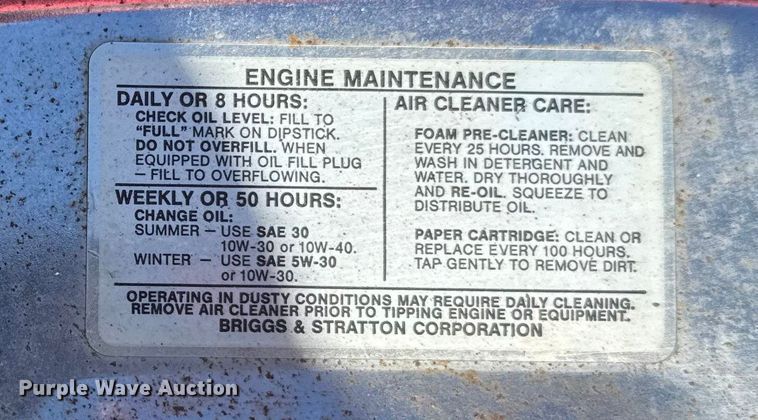 ENGINE MAINTENANCE
DAILY OR 8 HOURS:
CHECK OIL LEVEL: FILL TO
"FULL" MARK ON DIPSTICK.
DO NOT OVERFILL. WHEN
EQUIPPED WITH OIL FILL PLUG
– FILL TO OVERFLOWING.
WEEKLY OR 50 HOURS:
CHANGE OIL:
SUMMER – USE SAE 30
10W-30 or 10W-40.
WINTER – USE SAE 5W-30
or 10W-30.
AIR CLEANER CARE:
FOAM PRE-CLEANER: CLEAN
EVERY 25 HOURS. REMOVE AND
WASH IN DETERGENT AND
WATER. DRY THOROUGHLY
AND RE-OIL. SQUEEZE TO
DISTRIBUTE OIL.
PAPER CARTRIDGE: CLEAN OR
REPLACE EVERY 100 HOURS.
TAP GENTLY TO REMOVE DIRT.
OPERATING IN DUSTY CONDITIONS MAY REQUIRE DAILY CLEANING.
REMOVE AIR CLEANER PRIOR TO TIPPING ENGINE OR EQUIPMENT.
BRIGGS & STRATTON CORPORATION
Purple Wave Auction